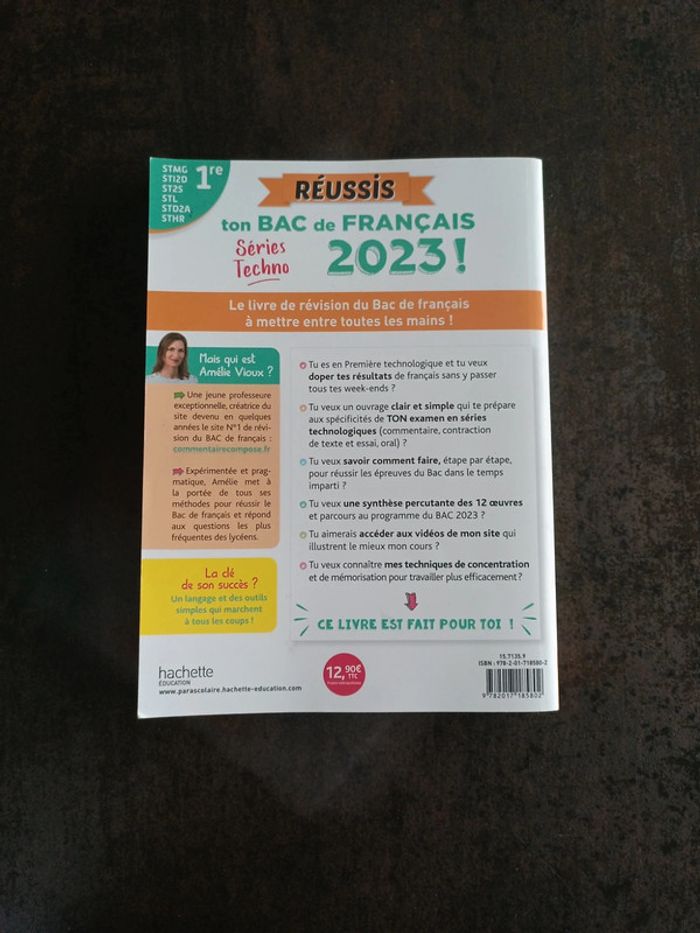 STMG
STI2D
ST2S
STL
STD2A
STHR
1re
RÉUSSIS
ton BAC de FRANÇAIS
Séries
Techno
2023 !
Le livre de révision du Bac de français
à mettre entre toutes les mains !
Mais qui est
Amélie Vioux ?
Une jeune professeure
exceptionnelle, créatrice du
site devenu en quelques
années le site N°1 de révi-
sion du BAC de français :
commentairecompose.fr
Expérimentée et prag-
matique, Amélie met à
la portée de tous ses
méthodes pour réussir le
Bac de français et répond
aux questions les plus
fréquentes des lycéens.
La clé
de son succès ?
Un langage et des outils
simples qui marchent
à tous les coups !
Tu es en Première technologique et tu veux
doper tes résultats de français sans y passer
tous tes week-ends ?
Tu veux un ouvrage clair et simple qui te prépare
aux spécificités de TON examen en séries
technologiques (commentaire, contraction
de texte et essai, oral) ?
Tu veux savoir comment faire, étape par étape,
pour réussir les épreuves du Bac dans le temps
imparti ?
Tu veux une synthèse percutante des 12 œuvres
et parcours au programme du BAC 2023 ?
Tu aimerais accéder aux vidéos de mon site qui
illustrent le mieux mon cours ?
Tu veux connaître mes techniques de concentration
et de mémorisation pour travailler plus efficacement ?
CE LIVRE EST FAIT POUR TOI !
hachette
ÉDUCATION
www.parascolaire.hachette-education.com
12,90€
TTC
15.7135.9
ISBN : 978-2-01-718580-2
9 782017 185802